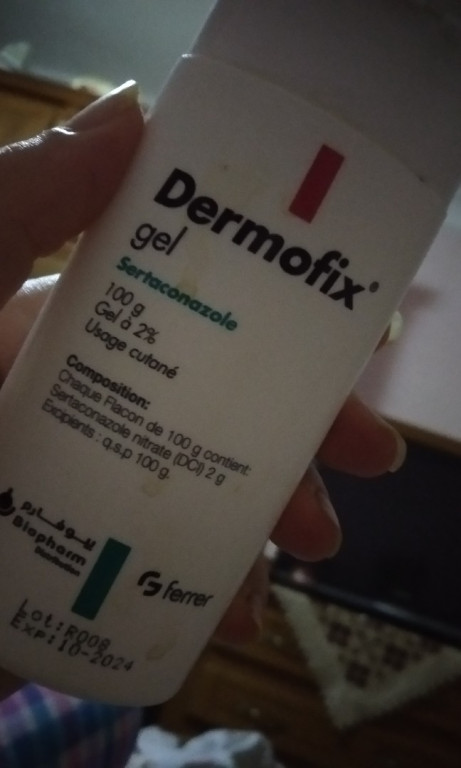 Dermofix®
gel
Sertaconazole
100 g
Gel à 2%
Usage cutané
Composition:
Chaque Flacon de 100 g contient:
Sertaconazole nitrate (DCI) 2 g
Excipients : q.s.p 100 g.
بيوفارم
Biopharm
Distribution
ferrer
Lot:R008
Exp:10-2024